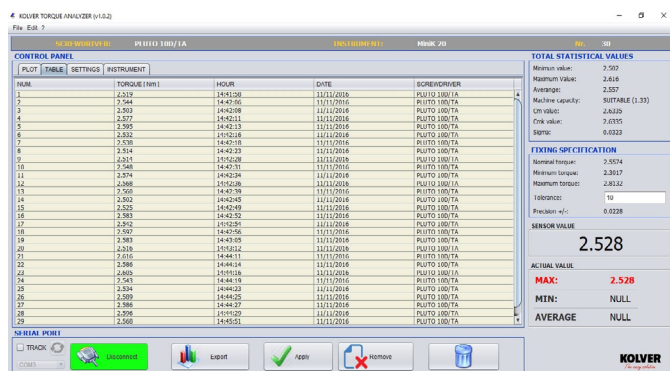 KOLVER TORQUE ANALYZER (v1.0.2)
File Edit ?
SCREWDRIVER: PLUTO 10D/TA INSTRUMENT: MiniK 20 Nr. 30
CONTROL PANEL
PLOT TABLE SETTINGS INSTRUMENT
NUM. TORQUE [ Nm ] HOUR DATE SCREWDRIVER
1 2.519 14:41:58 11/11/2016 PLUTO 10D/TA
2 2.544 14:42:06 11/11/2016 PLUTO 10D/TA
3 2.503 14:42:08 11/11/2016 PLUTO 10D/TA
4 2.577 14:42:11 11/11/2016 PLUTO 10D/TA
5 2.595 14:42:13 11/11/2016 PLUTO 10D/TA
6 2.532 14:42:16 11/11/2016 PLUTO 10D/TA
7 2.538 14:42:18 11/11/2016 PLUTO 10D/TA
8 2.514 14:42:23 11/11/2016 PLUTO 10D/TA
9 2.514 14:42:28 11/11/2016 PLUTO 10D/TA
10 2.548 14:42:31 11/11/2016 PLUTO 10D/TA
11 2.574 14:42:34 11/11/2016 PLUTO 10D/TA
12 2.568 14:42:36 11/11/2016 PLUTO 10D/TA
13 2.560 14:42:39 11/11/2016 PLUTO 10D/TA
14 2.502 14:42:45 11/11/2016 PLUTO 10D/TA
15 2.525 14:42:49 11/11/2016 PLUTO 10D/TA
16 2.583 14:42:52 11/11/2016 PLUTO 10D/TA
17 2.542 14:42:54 11/11/2016 PLUTO 10D/TA
18 2.597 14:42:56 11/11/2016 PLUTO 10D/TA
19 2.583 14:43:05 11/11/2016 PLUTO 10D/TA
20 2.516 14:43:12 11/11/2016 PLUTO 10D/TA
21 2.616 14:44:11 11/11/2016 PLUTO 10D/TA
22 2.586 14:44:14 11/11/2016 PLUTO 10D/TA
23 2.605 14:44:16 11/11/2016 PLUTO 10D/TA
24 2.543 14:44:19 11/11/2016 PLUTO 10D/TA
25 2.534 14:44:23 11/11/2016 PLUTO 10D/TA
26 2.589 14:44:25 11/11/2016 PLUTO 10D/TA
27 2.586 14:44:27 11/11/2016 PLUTO 10D/TA
28 2.596 14:44:29 11/11/2016 PLUTO 10D/TA
29 2.568 14:45:51 11/11/2016 PLUTO 10D/TA
SERIAL PORT
TRACK
COM5
Disconnect Export Apply Remove
TOTAL STATISTICAL VALUES
Minimun value: 2.502
Maximum Value: 2.616
Averange: 2.557
Machine capacity: SUITABLE (1.33)
Cm value: 2.6335
Cmk value: 2.6335
Sigma: 0.0323
FIXING SPECIFICATION
Nominal torque: 2.5574
Minimum torque: 2.3017
Maximum torque: 2.8132
Tolerance: 10
Precision +/-: 0.0228
SENSOR VALUE
2.528
ACTUAL VALUE
MAX: 2.528
MIN: NULL
AVERAGE NULL
KOLVER
The easy solution